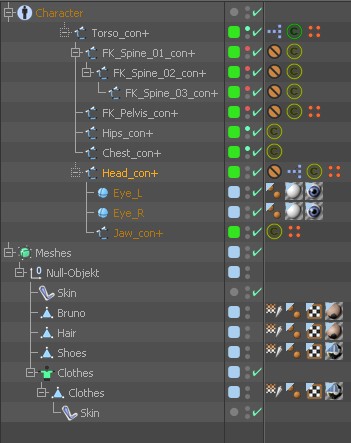 Character
Torso_con+
FK_Spine_01_con+
FK_Spine_02_con+
FK_Spine_03_con+
FK_Pelvis_con+
Hips_con+
Chest_con+
Head_con+
Eye_L
Eye_R
Jaw_con+
Meshes
Null-Objekt
Skin
Bruno
Hair
Shoes
Clothes
Clothes
Skin